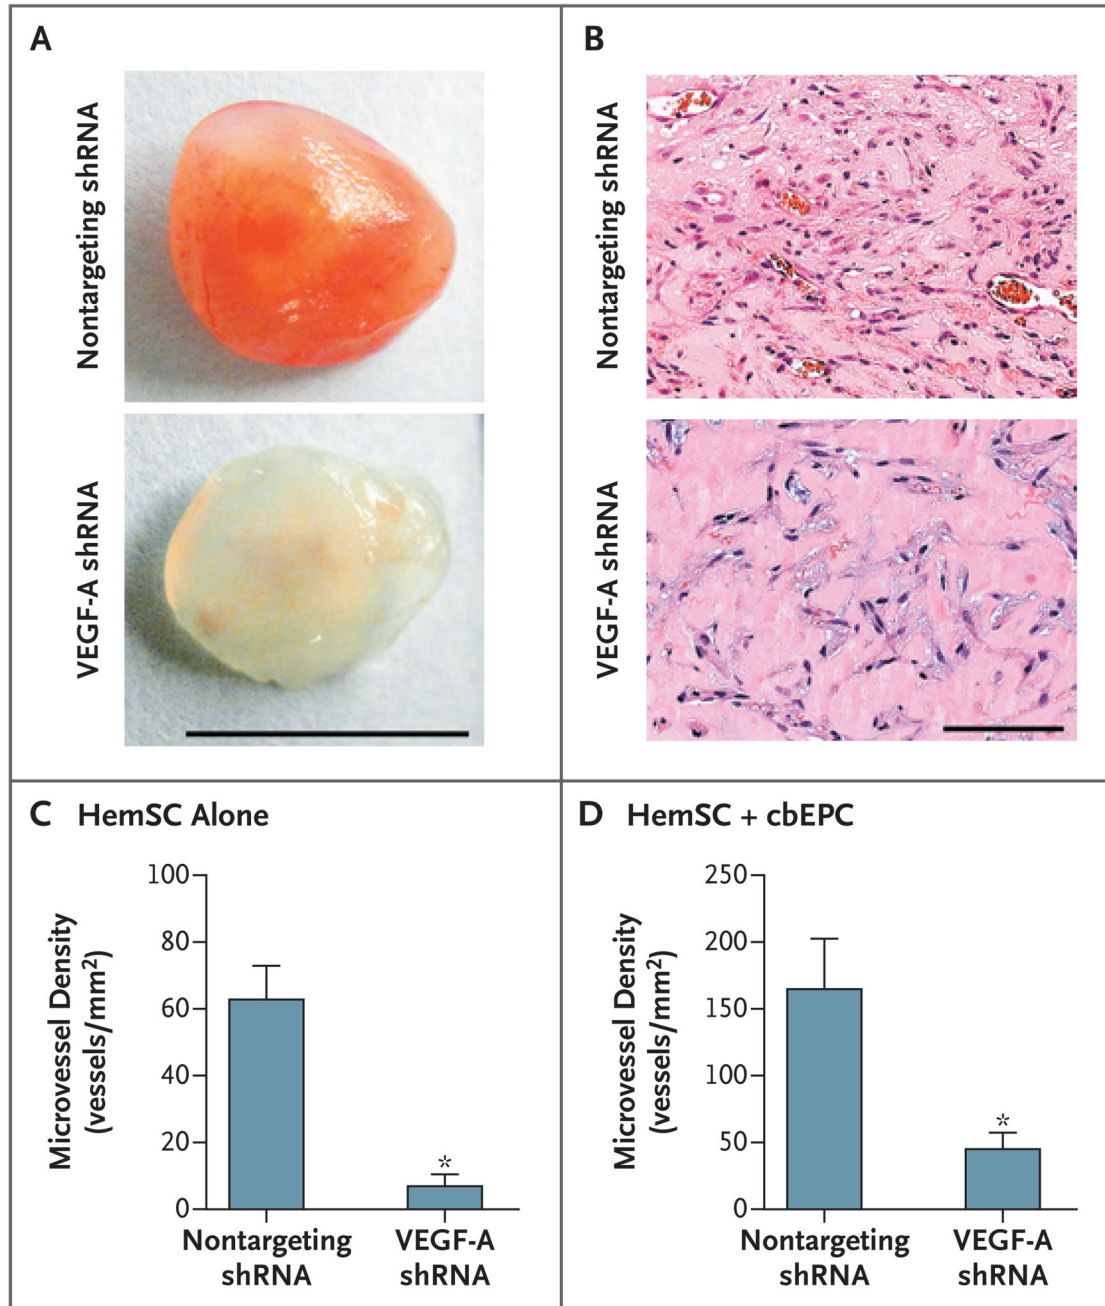 A
Nontargeting shRNA
VEGF-A shRNA
B
Nontargeting shRNA
VEGF-A shRNA
C HemSC Alone
Microvessel Density
(vessels/mm²)
100
80
60
40
20
0
*
Nontargeting
shRNA
VEGF-A
shRNA
D HemSC + cbEPC
Microvessel Density
(vessels/mm²)
250
200
150
100
50
0
*
Nontargeting
shRNA
VEGF-A
shRNA